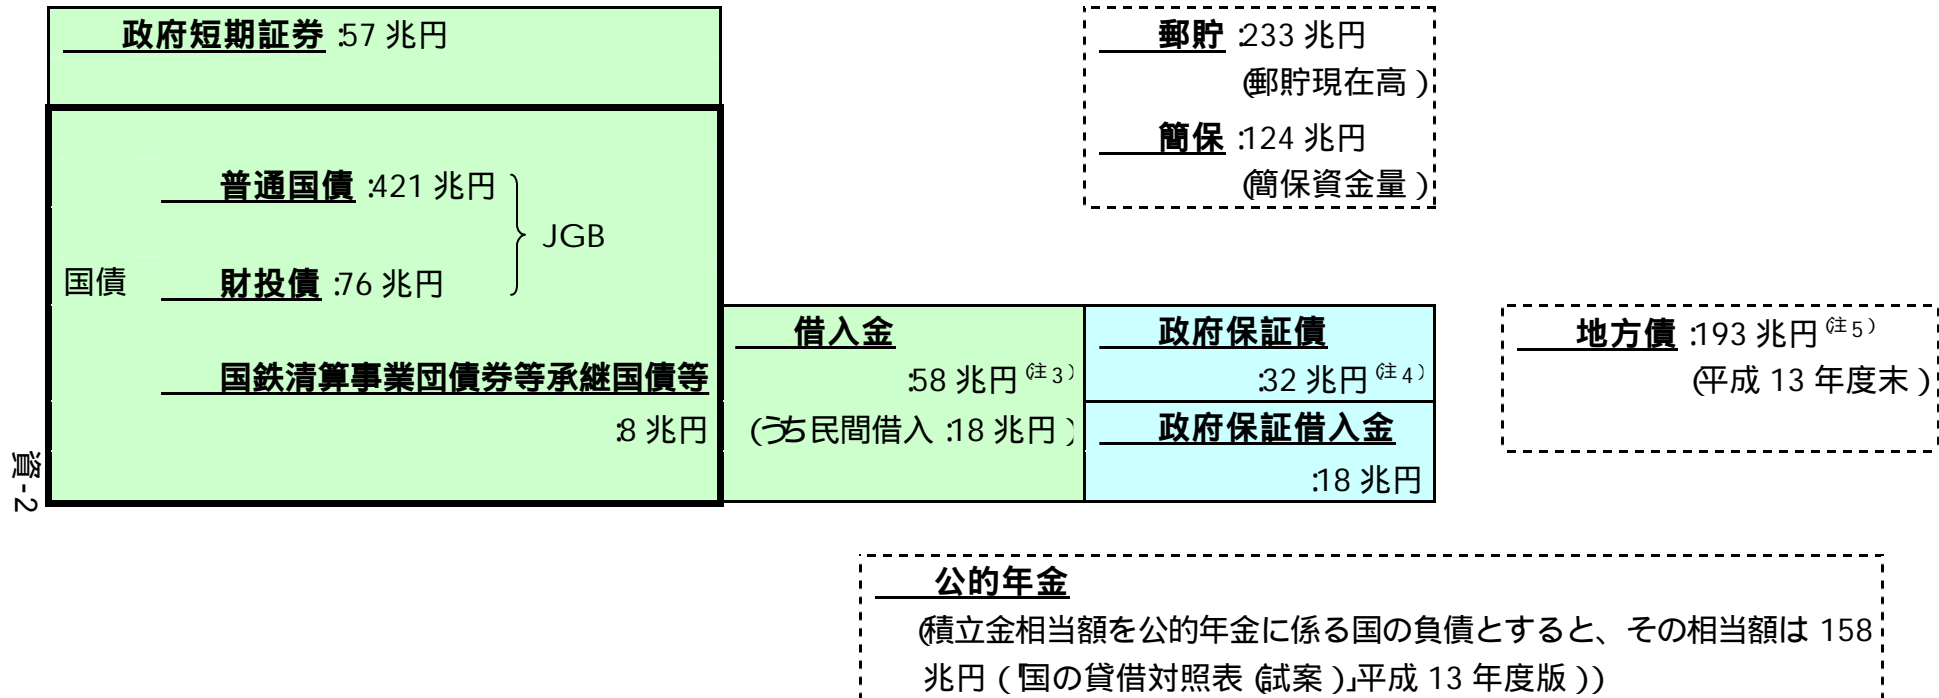 政府短期証券:57 兆円
郵貯:233 兆円
(郵貯現在高)
簡保:124 兆円
(簡保資金量)
普通国債:421 兆円
JGB
国債 財投債:76 兆円
国鉄清算事業団債券等承継国債等
:8 兆円
借入金
:58 兆円(注3)
(うち民間借入:18 兆円)
政府保証債
:32 兆円(注4)
政府保証借入金
:18 兆円
地方債:193 兆円(注5)
(平成 13 年度末)
資-2
公的年金
(積立金相当額を公的年金に係る国の負債とすると、その相当額は 158
兆円(「国の貸借対照表(試案)」平成 13 年度版))